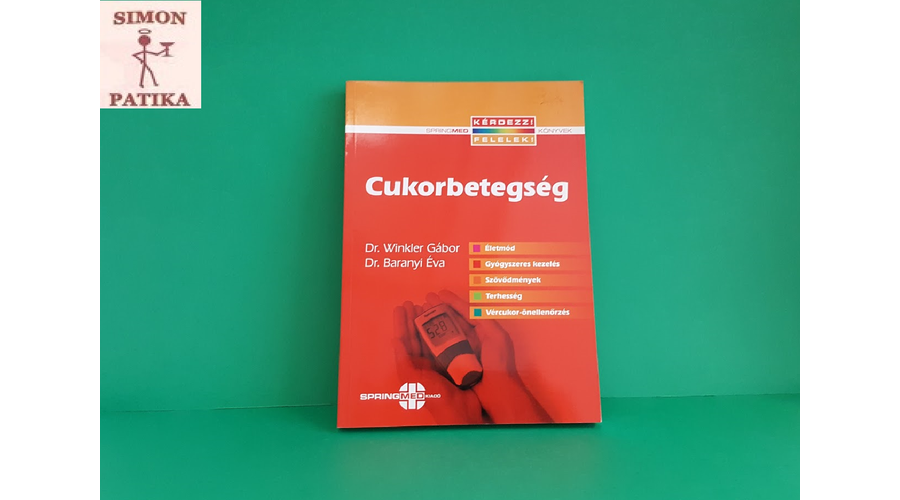 SIMON
PATIKA
KÉRDEZZ!
SPRINGMED KÖNYVEK
FELELEK!
Cukorbetegség
Dr. Winkler Gábor
Dr. Baranyi Éva
Életmód
Gyógyszeres kezelés
Szövődmények
Terhesség
Vércukor-önellenőrzés
SPRINGMED KIADÓ